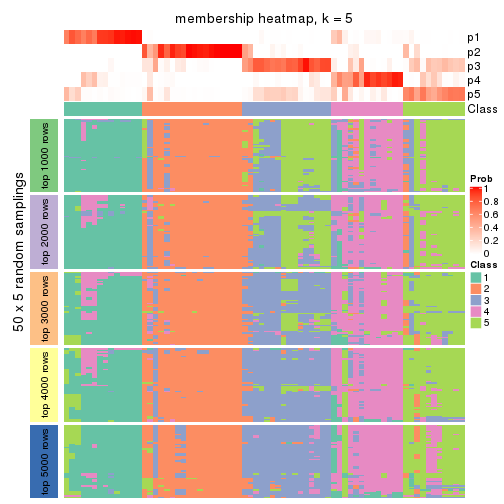 membership heatmap, k = 5
p1
p2
p3
p4
p5
Class
50 x 5 random samplings
top 1000 rows
top 2000 rows
top 3000 rows
top 4000 rows
top 5000 rows
Prob
1
0.8
0.6
0.4
0.2
0
Class
1
2
3
4
5